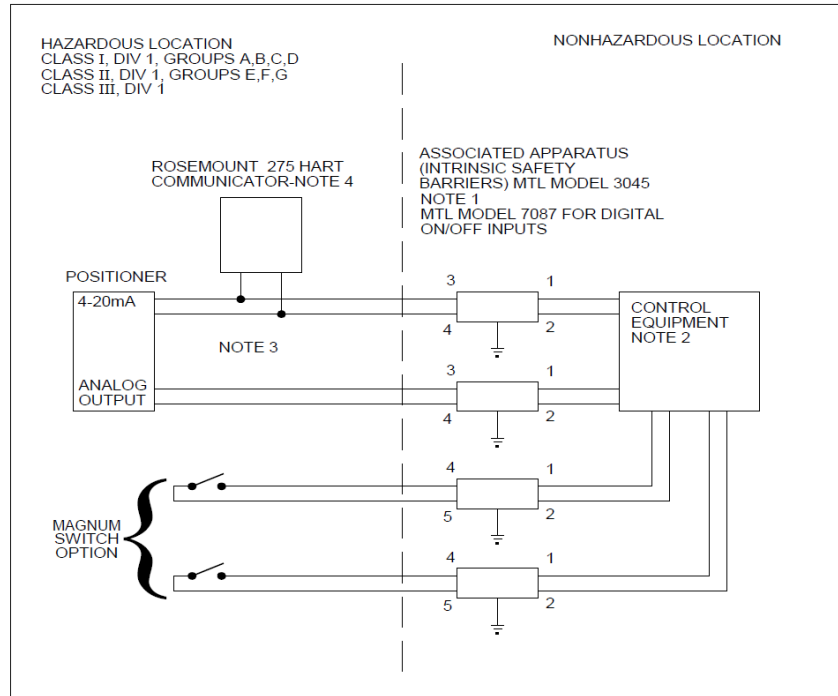 HAZARDOUS LOCATION
CLASS I, DIV 1, GROUPS A,B,C,D
CLASS II, DIV 1, GROUPS E,F,G
CLASS III, DIV 1
NONHAZARDOUS LOCATION
ROSEMOUNT 275 HART
COMMUNICATOR-NOTE 4
ASSOCIATED APPARATUS
(INTRINSIC SAFETY
BARRIERS) MTL MODEL 3045
NOTE 1
MTL MODEL 7087 FOR DIGITAL
ON/OFF INPUTS
POSITIONER
4-20mA
ANALOG
OUTPUT
NOTE 3
3 1
4 2
3 1
4 2
CONTROL
EQUIPMENT
NOTE 2
MAGNUM
SWITCH
OPTION
4 1
5 2
4 1
5 2